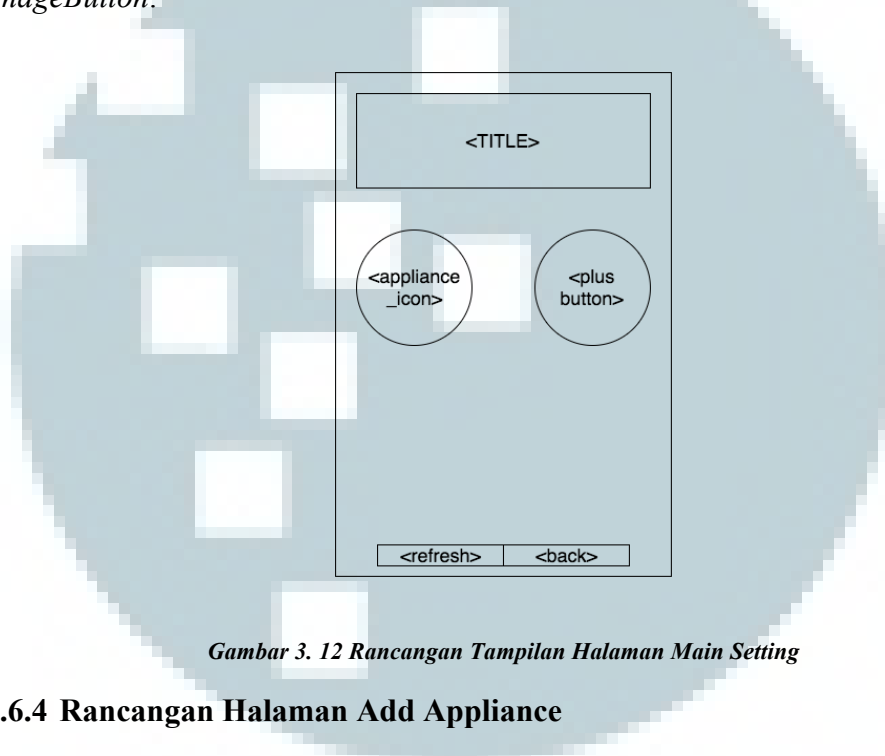 nageButton.
<TITLE>
<appliance
_icon>
<plus
button>
<refresh> <back>
Gambar 3. 12 Rancangan Tampilan Halaman Main Setting
.6.4 Rancangan Halaman Add Appliance